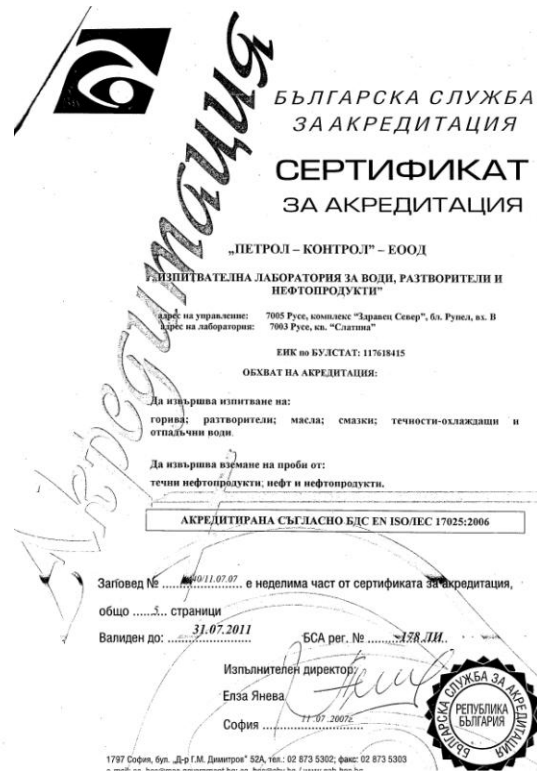 Акредитация
БЪЛГАРСКА СЛУЖБА
ЗА АКРЕДИТАЦИЯ
СЕРТИФИКАТ
ЗА АКРЕДИТАЦИЯ
„ПЕТРОЛ – КОНТРОЛ" – ЕООД
„ИЗПИТВАТЕЛНА ЛАБОРАТОРИЯ ЗА ВОДИ, РАЗТВОРИТЕЛИ И
НЕФТОПРОДУКТИ"
адрес на управление: 7005 Русе, комплекс "Здравец Север", бл. Рупел, вх. В
адрес на лаборатория: 7003 Русе, кв. "Слатина"
ЕИК по БУЛСТАТ: 117618415
ОБХВАТ НА АКРЕДИТАЦИЯ:
Да извършва изпитване на:
горива; разтворители; масла; смазки; течности-охлаждащи и
отпадъчни води.
Да извършва вземане на проби от:
течни нефтопродукти; нефт и нефтопродукти.
АКРЕДИТИРАНА СЪГЛАСНО БДС EN ISO/IEC 17025:2006
Заповед № 40/11.07.07 е неделима част от сертификата за акредитация,
общо 5 страници
Валиден до: 31.07.2011 БСА рег. № 178 ЛИ
Изпълнителен директор:
Елза Янева
София 11.07.2007г.
БЪЛГАРСКА СЛУЖБА ЗА АКРЕДИТАЦИЯ
РЕПУБЛИКА
БЪЛГАРИЯ
1797 София, бул. „Д-р Г.М. Димитров" 52А, тел.: 02 873 5302; факс: 02 873 5303